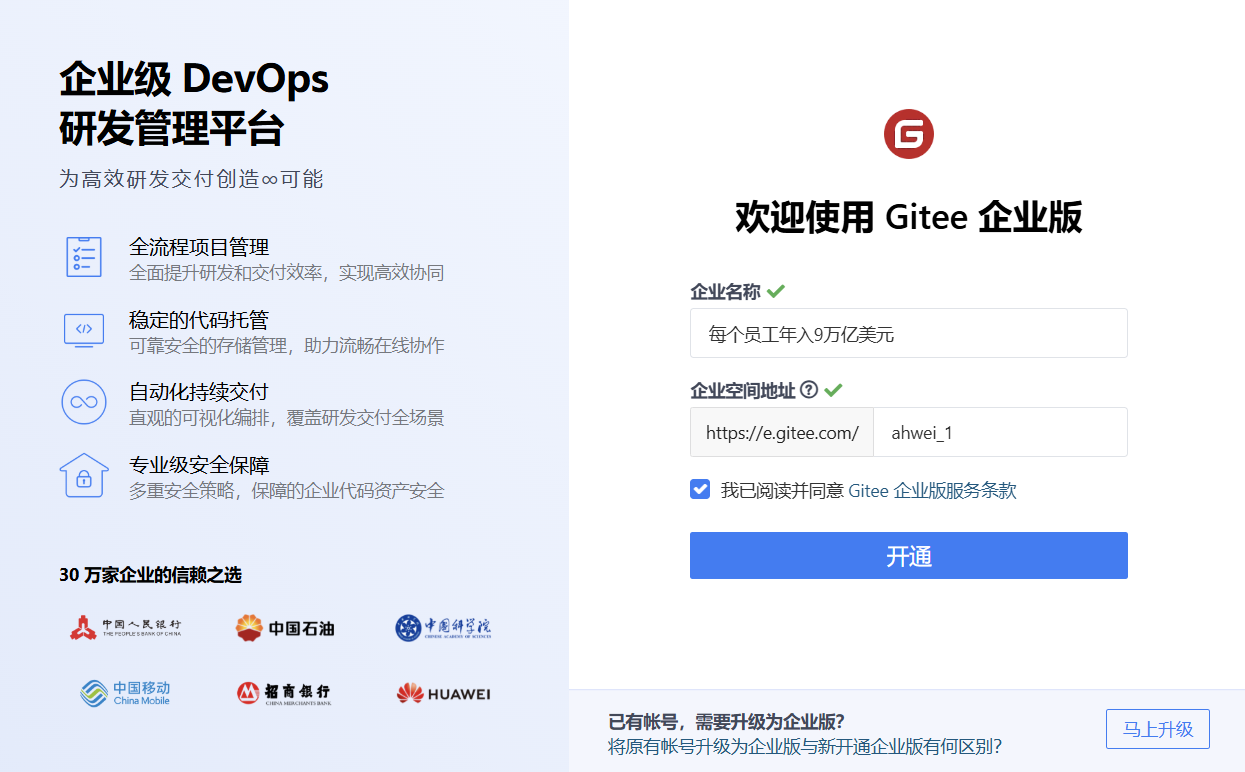 企业级 DevOps
研发管理平台
为高效研发交付创造∞可能
全流程项目管理
全面提升研发和交付效率，实现高效协同
稳定的代码托管
可靠安全的存储管理，助力流畅在线协作
自动化持续交付
直观的可视化编排，覆盖研发交付全场景
专业级安全保障
多重安全策略，保障的企业代码资产安全
30 万家企业的信赖之选
中国人民银行
THE PEOPLE'S BANK OF CHINA
中国石油
中国科学院
CHINESE ACADEMY OF SCIENCES
中国移动
China Mobile
招商银行
CHINA MERCHANTS BANK
HUAWEI
欢迎使用 Gitee 企业版
企业名称
每个员工年入9万亿美元
企业空间地址
https://e.gitee.com/ ahwei_1
我已阅读并同意 Gitee 企业版服务条款
开通
已有帐号，需要升级为企业版？
将原有帐号升级为企业版与新开通企业版有何区别？
马上升级